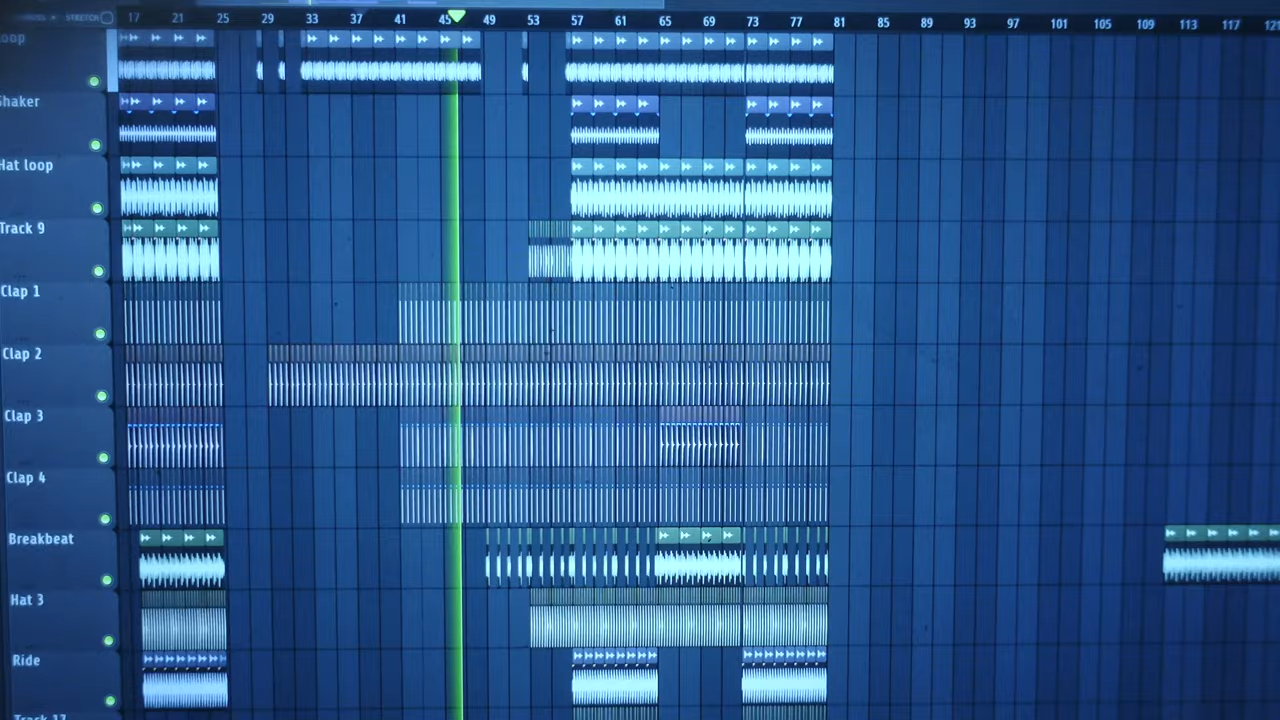 STRETCH
17 21 25 29 33 37 41 45 49 53 57 61 65 69 73 77 81 85 89 93 97 101 105 109 113 117
Shaker
Hat loop
Track 9
Clap 1
Clap 2
Clap 3
Clap 4
Breakbeat
Hat 3
Ride